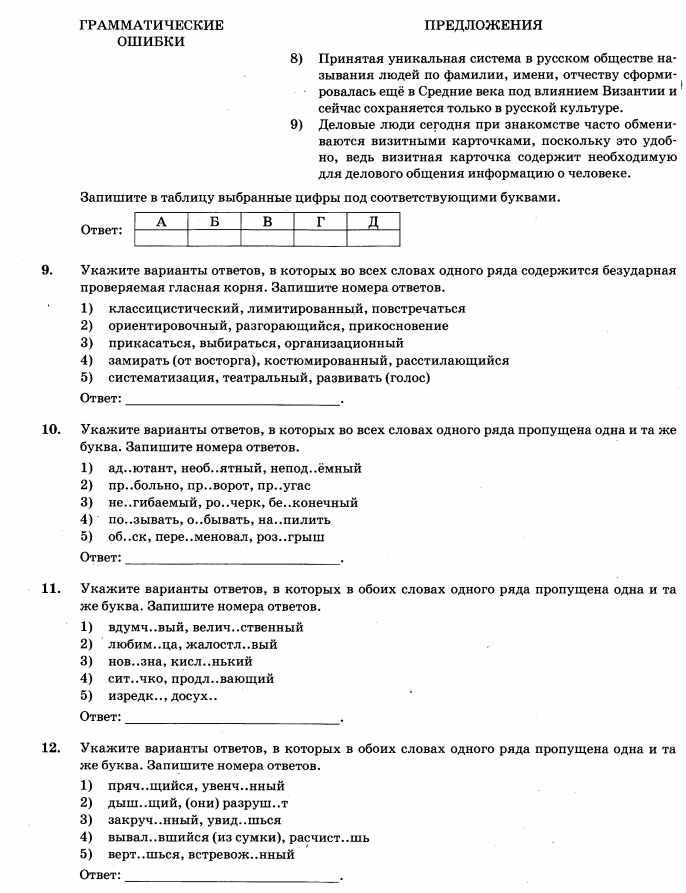 ГРАММАТИЧЕСКИЕ
ОШИБКИ
ПРЕДЛОЖЕНИЯ
8) Принятая уникальная система в русском обществе на-
зывания людей по фамилии, имени, отчеству сформи-
ровалась ещё в Средние века под влиянием Византии и
сейчас сохраняется только в русской культуре.
9) Деловые люди сегодня при знакомстве часто обмени-
ваются визитными карточками, поскольку это удоб-
но, ведь визитная карточка содержит необходимую
для делового общения информацию о человеке.
Запишите в таблицу выбранные цифры под соответствующими буквами.
Ответ: А Б В Г Д
9. Укажите варианты ответов, в которых во всех словах одного ряда содержится безударная
проверяемая гласная корня. Запишите номера ответов.
1) классицистический, лимитированный, повстречаться
2) ориентировочный, разгорающийся, прикосновение
3) прикасаться, выбираться, организационный
4) замирать (от восторга), костюмированный, расстилающийся
5) систематизация, театральный, развивать (голос)
Ответ: ______________.
10. Укажите варианты ответов, в которых во всех словах одного ряда пропущена одна и та же
буква. Запишите номера ответов.
1) ад..ютант, необ..ятный, непод..ёмный
2) пр..больно, пр..ворот, пр..угас
3) не..гибаемый, ро..черк, бе..конечный
4) по..зывать, о..бывать, на..пилить
5) об..ск, пере..меновал, роз..грыш
Ответ: ______________.
11. Укажите варианты ответов, в которых в обоих словах одного ряда пропущена одна и та
же буква. Запишите номера ответов.
1) вдумч..вый, велич..ственный
2) любим..ца, жалостл..вый
3) нов..зна, кисл..нький
4) сит..чко, продл..вающий
5) изредк.., досух..
Ответ: ______________.
12. Укажите варианты ответов, в которых в обоих словах одного ряда пропущена одна и та
же буква. Запишите номера ответов.
1) пряч..щийся, увенч..нный
2) дыш..щий, (они) разруш..т
3) закруч..нный, увид..шься
4) вывал..вшийся (из сумки), расчист..шь
5) верт..шься, встревож..нный
Ответ: ______________.